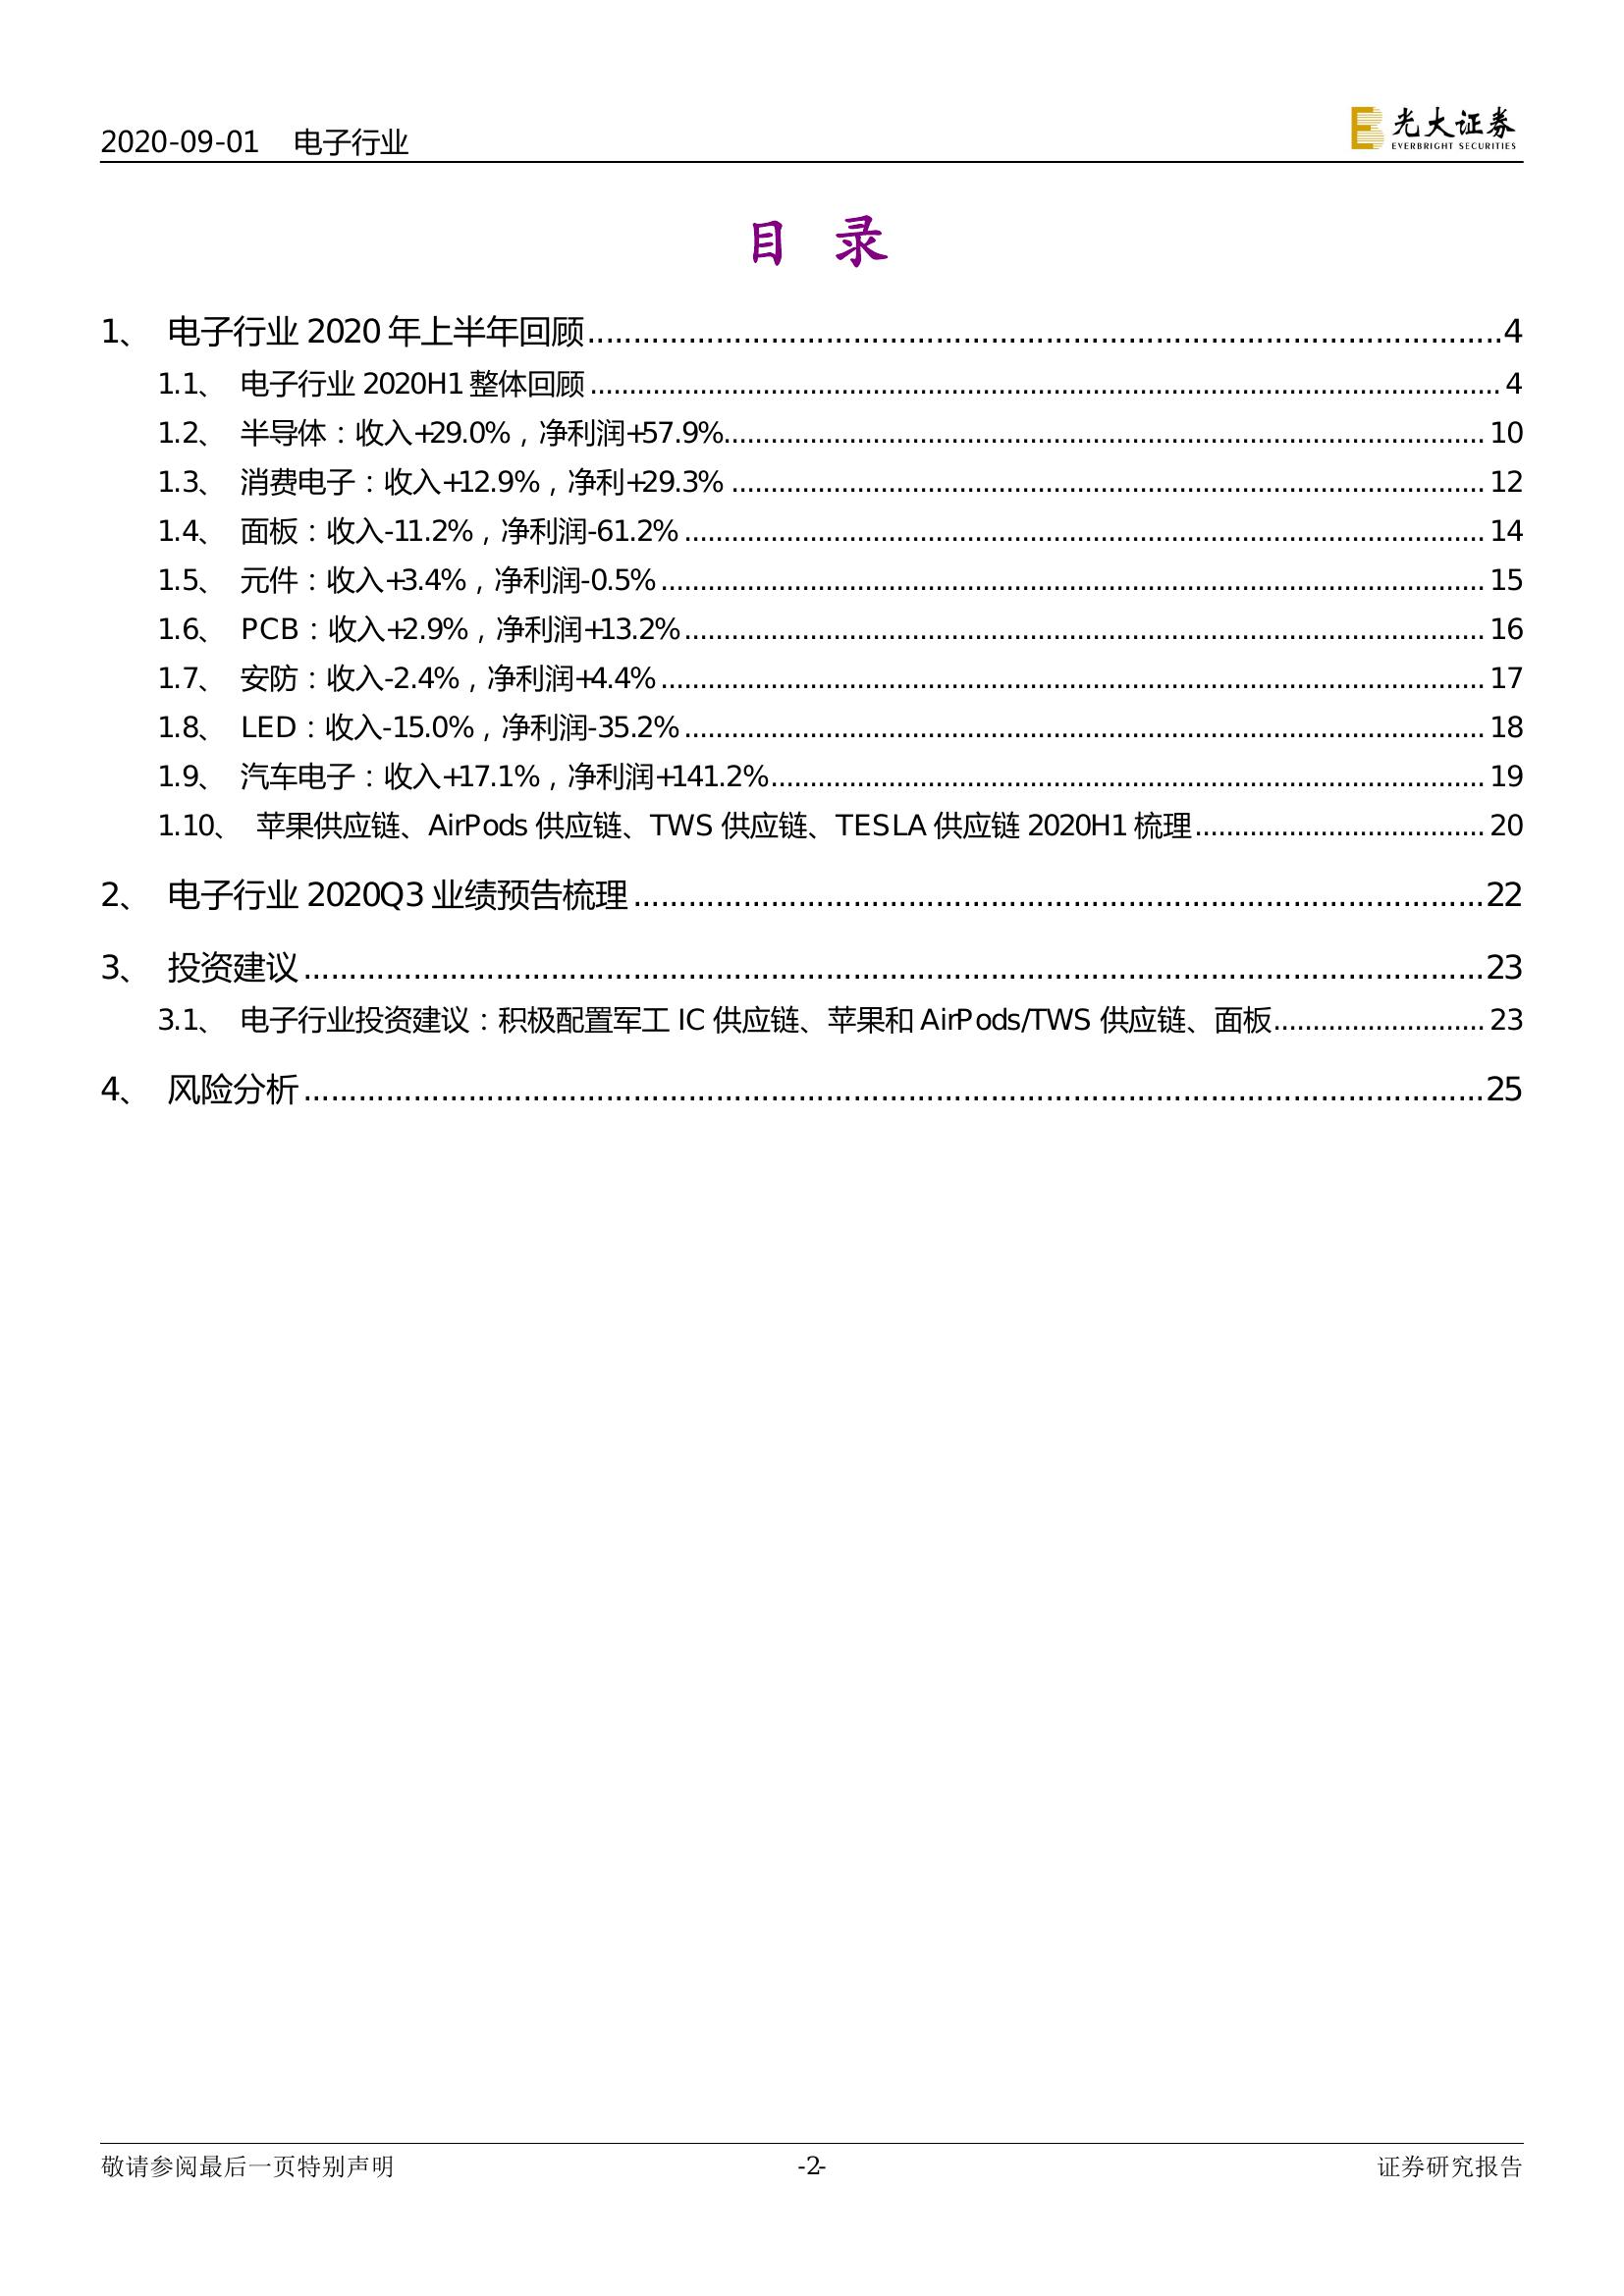 2020-09-01 电子行业
光大证券
EVERBRIGHT SECURITIES
目 录
1、 电子行业 2020 年上半年回顾 4
1.1、 电子行业 2020H1 整体回顾 4
1.2、 半导体：收入+29.0%，净利润+57.9% 10
1.3、 消费电子：收入+12.9%，净利+29.3% 12
1.4、 面板：收入-11.2%，净利润-61.2% 14
1.5、 元件：收入+3.4%，净利润-0.5% 15
1.6、 PCB：收入+2.9%，净利润+13.2% 16
1.7、 安防：收入-2.4%，净利润+4.4% 17
1.8、 LED：收入-15.0%，净利润-35.2% 18
1.9、 汽车电子：收入+17.1%，净利润+141.2% 19
1.10、 苹果供应链、AirPods 供应链、TWS 供应链、TESLA 供应链 2020H1 梳理 20
2、 电子行业 2020Q3 业绩预告梳理 22
3、 投资建议 23
3.1、 电子行业投资建议：积极配置军工 IC 供应链、苹果和 AirPods/TWS 供应链、面板 23
4、 风险分析 25
敬请参阅最后一页特别声明 -2- 证券研究报告